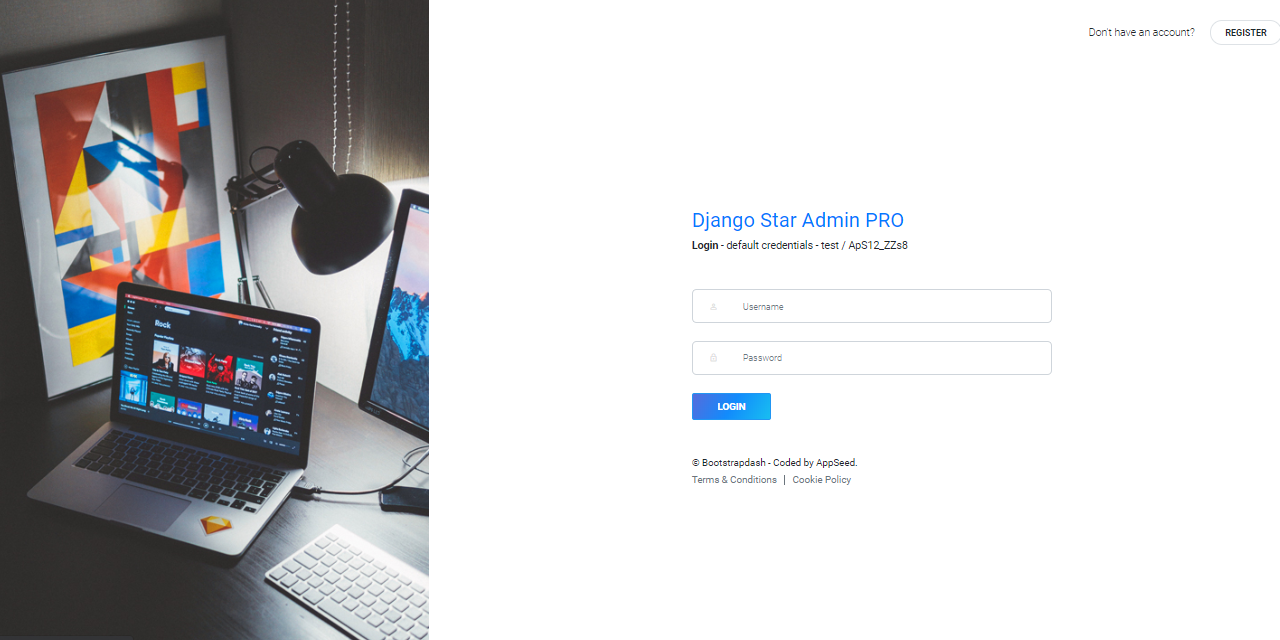 Don't have an account? REGISTER
Django Star Admin PRO
Login - default credentials - test / ApS12_ZZs8
Username
Password
LOGIN
© Bootstrapdash - Coded by AppSeed.
Terms & Conditions | Cookie Policy
Rock